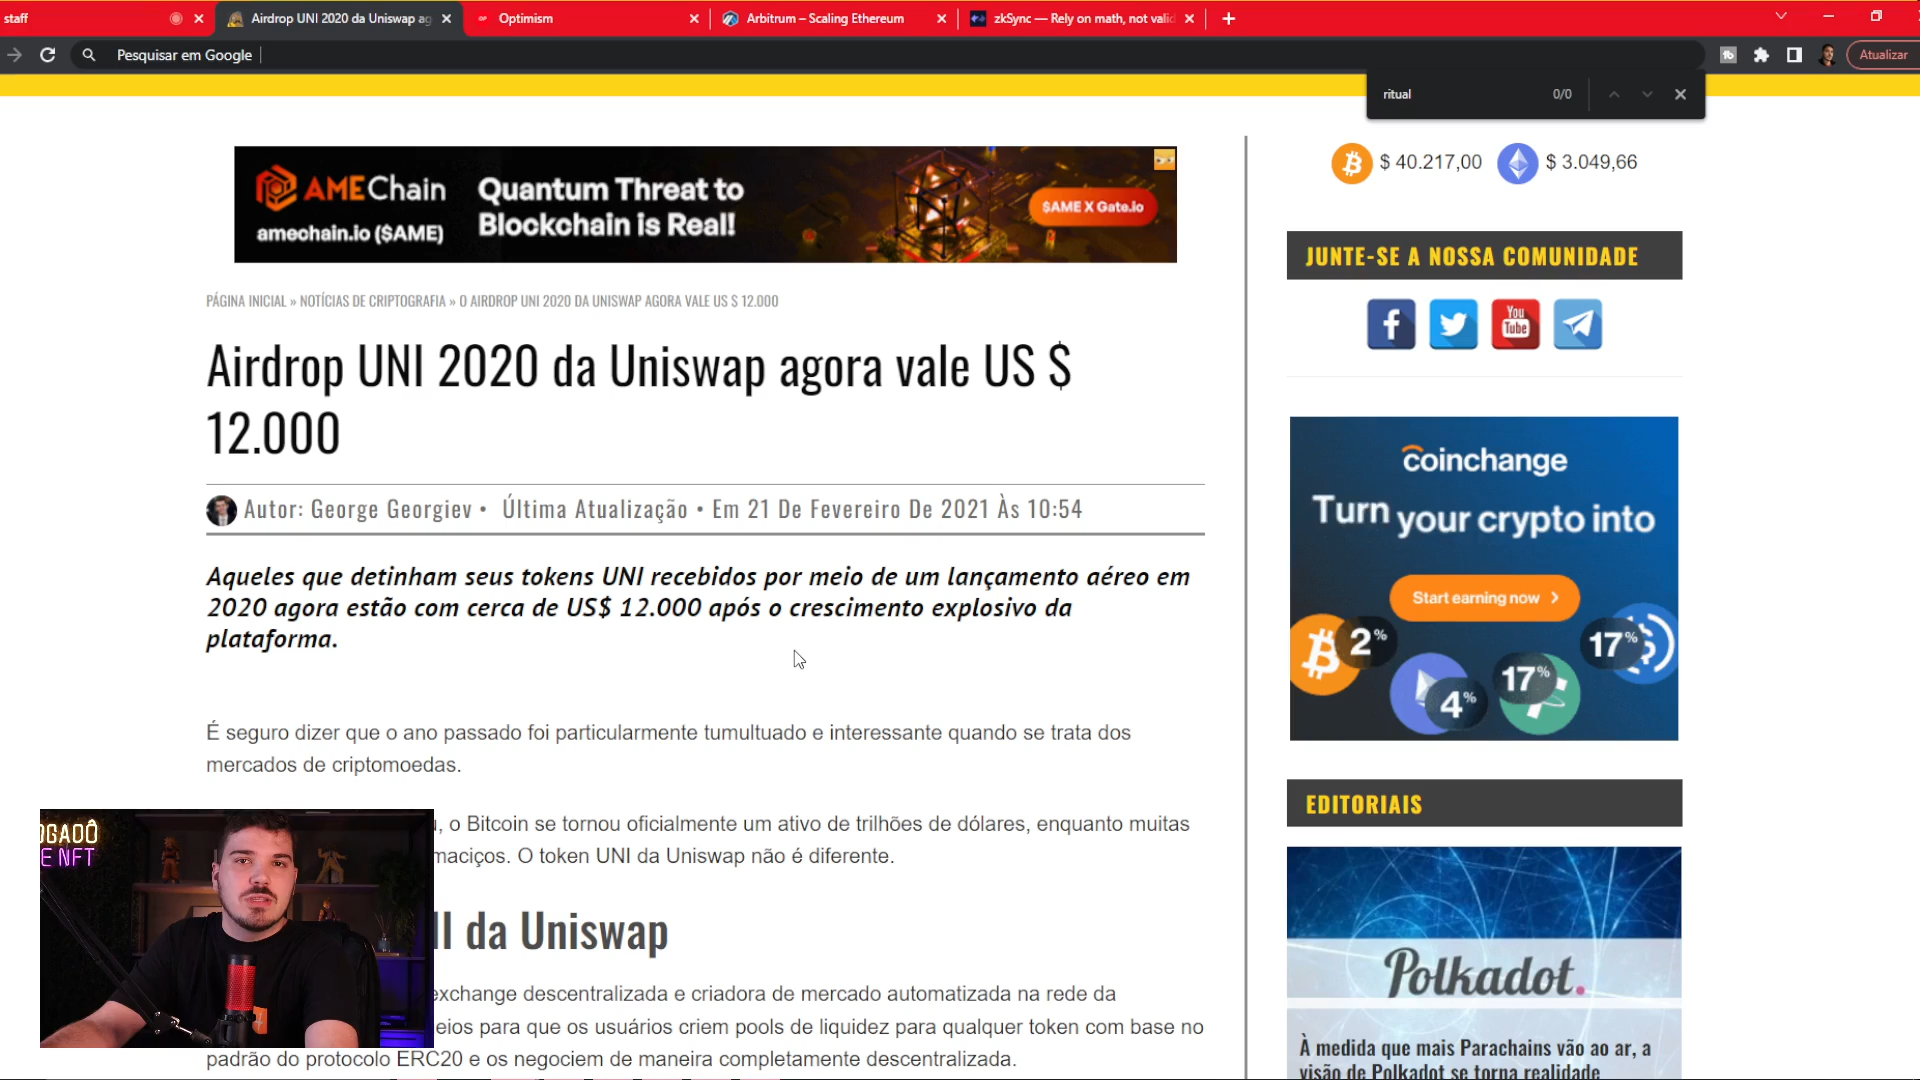 staff
Airdrop UNI 2020 da Uniswap ag
Optimism
Arbitrum – Scaling Ethereum
zkSync — Rely on math, not valid
Pesquisar em Google
Atualizar
ritual
0/0
AMEChain
amechain.io ($AME)
Quantum Threat to
Blockchain is Real!
$AME X Gate.io
$ 40.217,00
$ 3.049,66
JUNTE-SE A NOSSA COMUNIDADE
You
Tube
PÁGINA INICIAL » NOTÍCIAS DE CRIPTOGRAFIA » O AIRDROP UNI 2020 DA UNISWAP AGORA VALE US $ 12.000
Airdrop UNI 2020 da Uniswap agora vale US $
12.000
Autor: George Georgiev • Última Atualização • Em 21 De Fevereiro De 2021 Às 10:54
Aqueles que detinham seus tokens UNI recebidos por meio de um lançamento aéreo em
2020 agora estão com cerca de US$ 12.000 após o crescimento explosivo da
plataforma.
É seguro dizer que o ano passado foi particularmente tumultuado e interessante quando se trata dos
mercados de criptomoedas.
, o Bitcoin se tornou oficialmente um ativo de trilhões de dólares, enquanto muitas
maciços. O token UNI da Uniswap não é diferente.
ll da Uniswap
exchange descentralizada e criadora de mercado automatizada na rede da
eios para que os usuários criem pools de liquidez para qualquer token com base no
padrão do protocolo ERC20 e os negociem de maneira completamente descentralizada.
OGADÔ
E NFT
coinchange
Turn your crypto into
Start earning now >
2%
4%
17%
17%
EDITORIAIS
Polkadot.
À medida que mais Parachains vão ao ar, a
visão de Polkadot se torna realidade